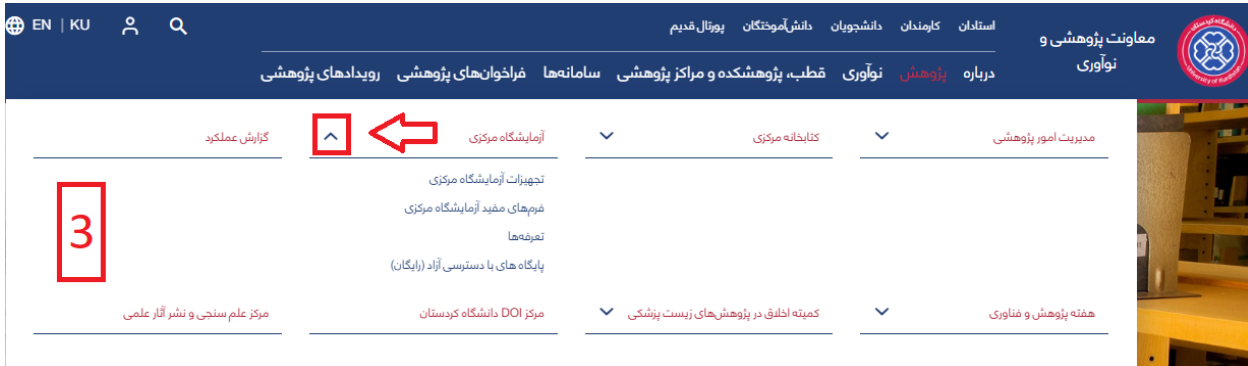 استادان کارمندان دانشجویان دانش‌آموختگان پورتال قدیم
EN | KU
معاونت پژوهشی و
نوآوری
درباره پژوهش نوآوری قطب، پژوهشکده و مراکز پژوهشی سامانه‌ها فراخوان‌های پژوهشی رویدادهای پژوهشی
مدیریت امور پژوهشی
کتابخانه مرکزی
آزمایشگاه مرکزی
گزارش عملکرد
تجهیزات آزمایشگاه مرکزی
فرم‌های مفید آزمایشگاه مرکزی
تعرفه‌ها
پایگاه های با دسترسی آزاد (رایگان)
3
هفته پژوهش و فناوری
کمیته اخلاق در پژوهش‌های زیست پزشکی
مرکز DOI دانشگاه کردستان
مرکز علم سنجی و نشر آثار علمی